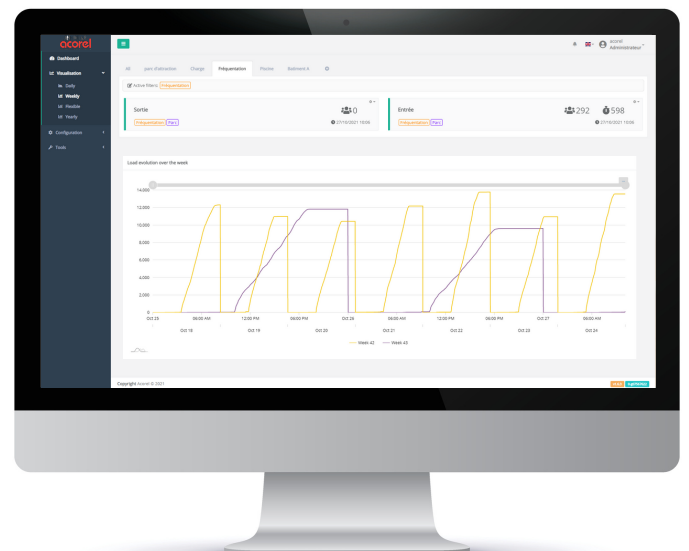 acorel
acorel
Administrateur
Dashboard
Visualisation
Daily
Weekly
Flexible
Yearly
Configuration
Tools
All parc d'attraction Charge Fréquentation Piscine Batiment A
Active filters: Fréquentation
Sortie 0
Fréquentation Parc 27/10/2021 10:00
Entrée 292 598
Fréquentation Parc 27/10/2021 10:00
Load evolution over the week
14,000
12,000
10,000
8,000
6,000
4,000
2,000
0
Oct 25 06:00 AM 12:00 PM 06:00 PM Oct 26 06:00 AM 12:00 PM 06:00 PM Oct 27 06:00 AM
Oct 18 Oct 19 Oct 20 Oct 21 Oct 22 Oct 23 Oct 24
Week 42 Week 43
Copyright Acorel © 2021